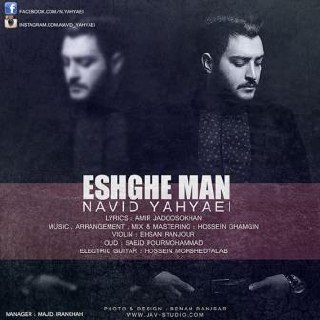 FACEBOOK.COM/N.YAHYAEI
INSTAGRAM.COM/NAVID_YAHYAEI
ESHGHE MAN
NAVID YAHYAEI
LYRICS : AMIR JADOOSOKHAN
MUSIC , ARRANGEMENT , MIX & MASTERING : HOSSEIN GHAMGIN
VIOLIN : EHSAN RANJOUR
OUD : SAEID POURMOHAMMAD
ELECTRIC GUITAR : HOSSEIN MORSHEDTALAB
MANAGER : MAJID IRANKHAH
PHOTO & DESIGN : BEHAN RANJBAR
WWW.JAV-STUDIO.COM